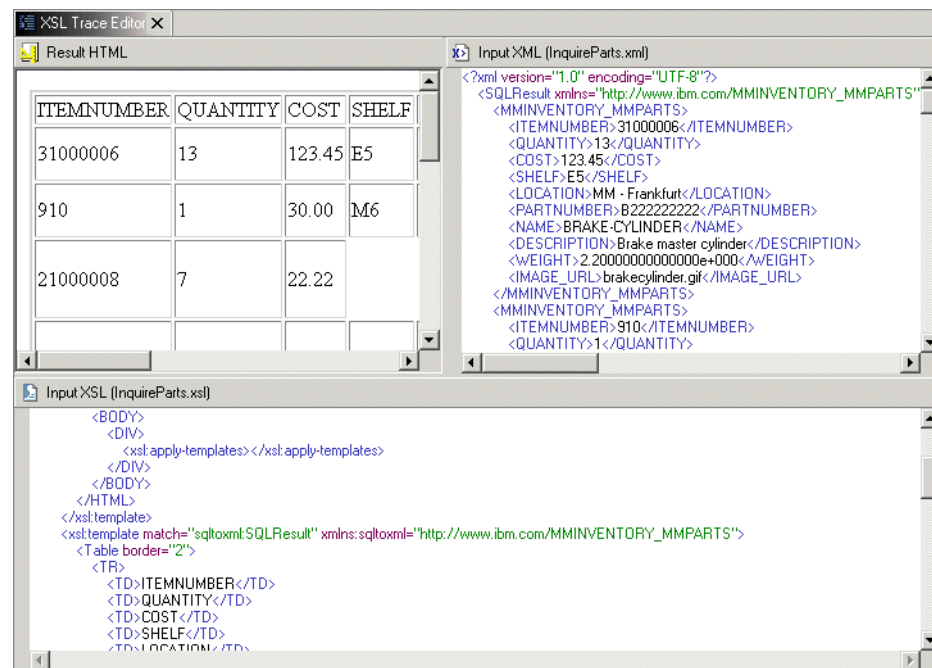 XSL Trace Editor
Result HTML
ITEMNUMBER QUANTITY COST SHELF
31000006 13 123.45 E5
910 1 30.00 M6
21000008 7 22.22
Input XML (InquireParts.xml)
<?xml version="1.0" encoding="UTF-8"?>
<SQLResult xmlns="http://www.ibm.com/MMINVENTORY_MMPARTS"
<MMINVENTORY_MMPARTS>
<ITEMNUMBER>31000006</ITEMNUMBER>
<QUANTITY>13</QUANTITY>
<COST>123.45</COST>
<SHELF>E5</SHELF>
<LOCATION>MM - Frankfurt</LOCATION>
<PARTNUMBER>B222222222</PARTNUMBER>
<NAME>BRAKE-CYLINDER</NAME>
<DESCRIPTION>Brake master cylinder</DESCRIPTION>
<WEIGHT>2.20000000000000e+000</WEIGHT>
<IMAGE_URL>brakecylinder.gif</IMAGE_URL>
</MMINVENTORY_MMPARTS>
<MMINVENTORY_MMPARTS>
<ITEMNUMBER>910</ITEMNUMBER>
<QUANTITY>1</QUANTITY>
Input XSL (InquireParts.xsl)
<BODY>
<DIV>
<xsl:apply-templates></xsl:apply-templates>
</DIV>
</BODY>
</HTML>
</xsl:template>
<xsl:template match="sqltoxml:SQLResult" xmlns:sqltoxml="http://www.ibm.com/MMINVENTORY_MMPARTS">
<Table border="2">
<TR>
<TD>ITEMNUMBER</TD>
<TD>QUANTITY</TD>
<TD>COST</TD>
<TD>SHELF</TD>
<TD>LOCATION</TD>